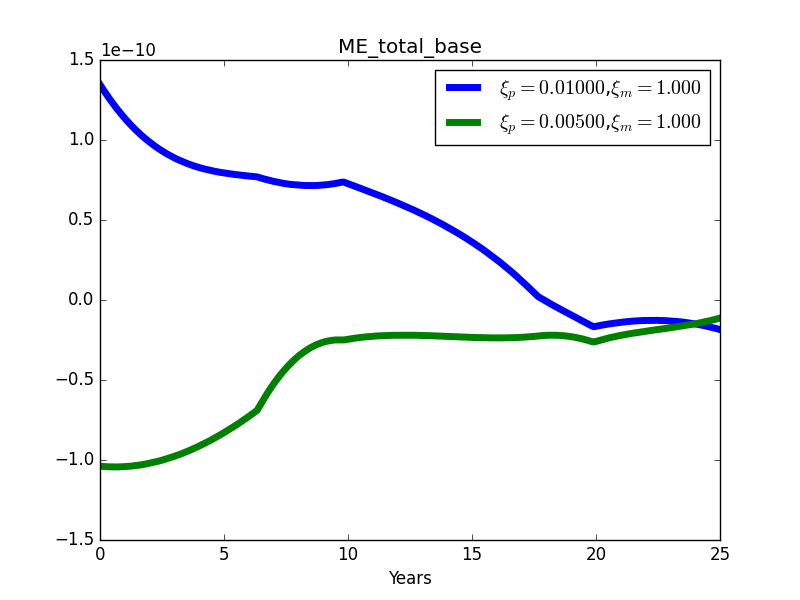 ME_total_base
1e−10
ξp = 0.01000,ξm = 1.000
ξp = 0.00500,ξm = 1.000
1.5
1.0
0.5
0.0
−0.5
−1.0
−1.5
0 5 10 15 20 25
Years